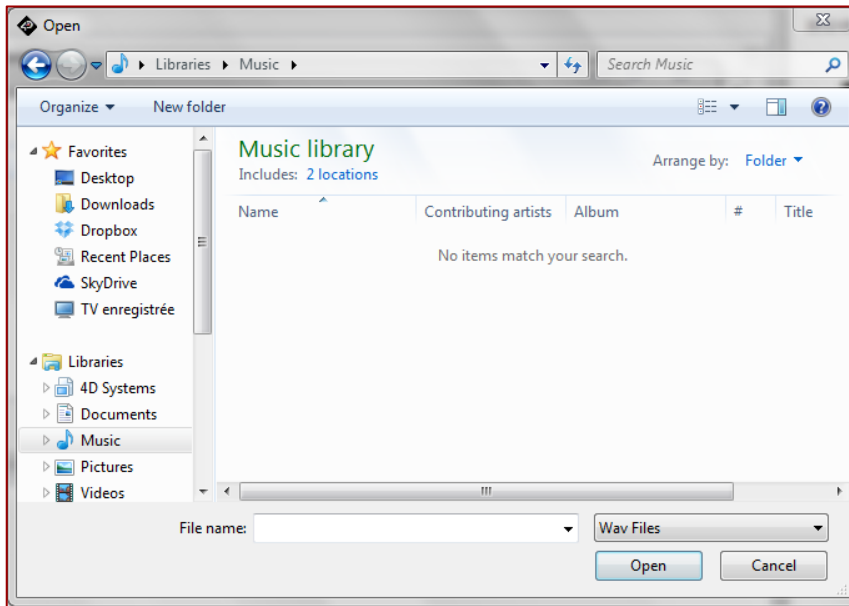 Open
Libraries Music Search Music
Organize New folder
Favorites
Desktop
Downloads
Dropbox
Recent Places
SkyDrive
TV enregistrée
Libraries
4D Systems
Documents
Music
Pictures
Videos
Music library
Includes: 2 locations
Arrange by: Folder
Name Contributing artists Album # Title
No items match your search.
File name: Wav Files
Open Cancel